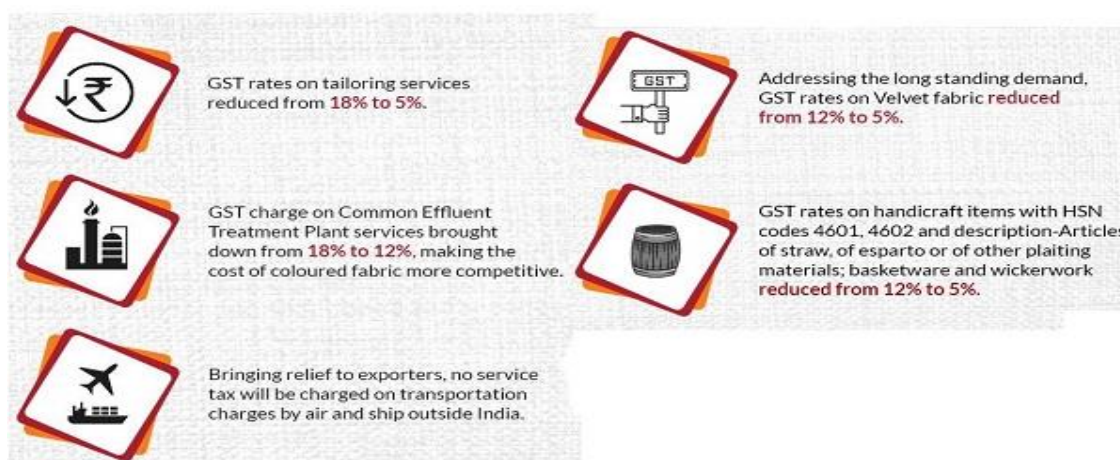 GST rates on tailoring services
reduced from 18% to 5%.
GST charge on Common Effluent
Treatment Plant services brought
down from 18% to 12%, making the
cost of coloured fabric more competitive.
Bringing relief to exporters, no service
tax will be charged on transportation
charges by air and ship outside India.
GST
Addressing the long standing demand,
GST rates on Velvet fabric reduced
from 12% to 5%.
GST rates on handicraft items with HSN
codes 4601, 4602 and description-Articles
of straw, of esparto or of other plaiting
materials; basketware and wickerwork
reduced from 12% to 5%.